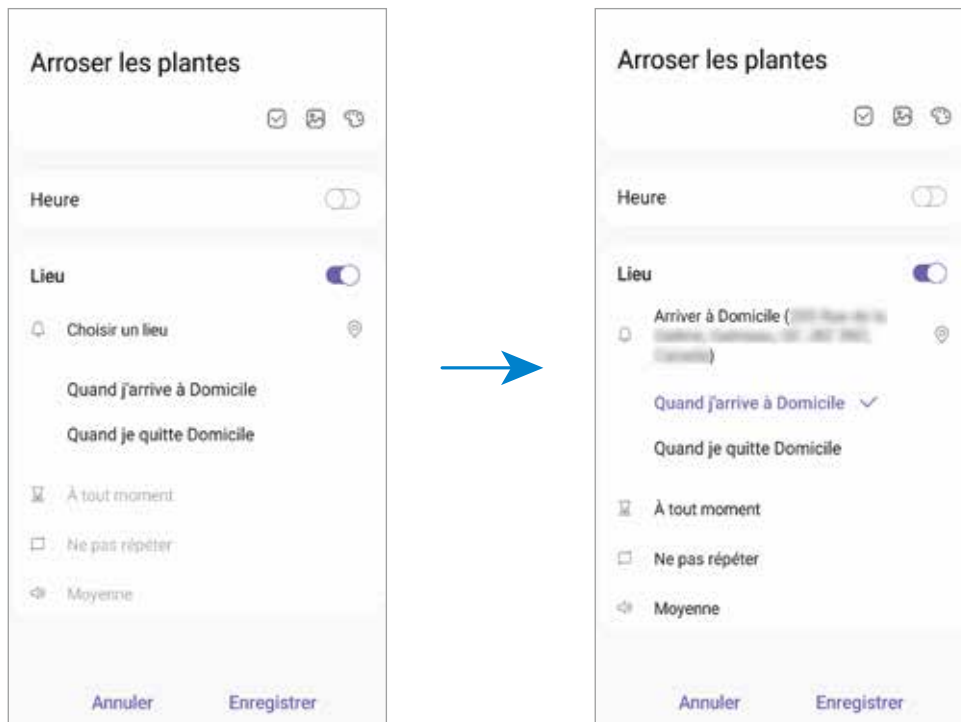 Arroser les plantes
Heure
Lieu
Choisir un lieu
Quand j'arrive à Domicile
Quand je quitte Domicile
À tout moment
Ne pas répéter
Moyenne
Annuler Enregistrer
Arroser les plantes
Heure
Lieu
Arriver à Domicile (
)
Quand j'arrive à Domicile
Quand je quitte Domicile
À tout moment
Ne pas répéter
Moyenne
Annuler Enregistrer